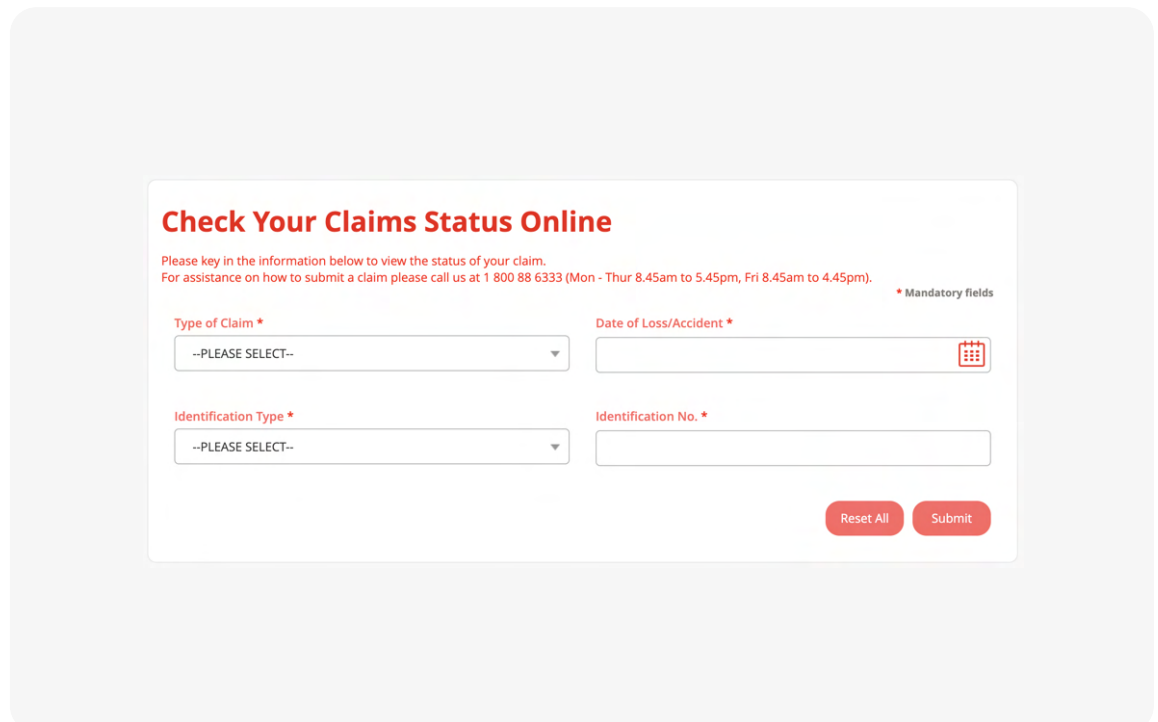 Check Your Claims Status Online
Please key in the information below to view the status of your claim.
For assistance on how to submit a claim please call us at 1 800 88 6333 (Mon - Thur 8.45am to 5.45pm, Fri 8.45am to 4.45pm).
* Mandatory fields
Type of Claim *
Date of Loss/Accident *
--PLEASE SELECT--
Identification Type *
Identification No. *
--PLEASE SELECT--
Reset All
Submit